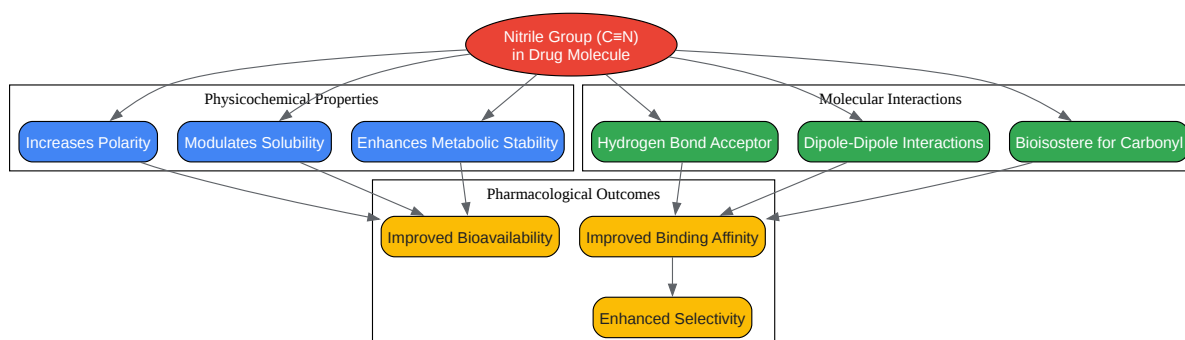 Nitrile Group (C≡N)
in Drug Molecule
Physicochemical Properties
Molecular Interactions
Increases Polarity
Modulates Solubility
Enhances Metabolic Stability
Hydrogen Bond Acceptor
Dipole-Dipole Interactions
Bioisostere for Carbonyl
Pharmacological Outcomes
Improved Bioavailability
Improved Binding Affinity
Enhanced Selectivity